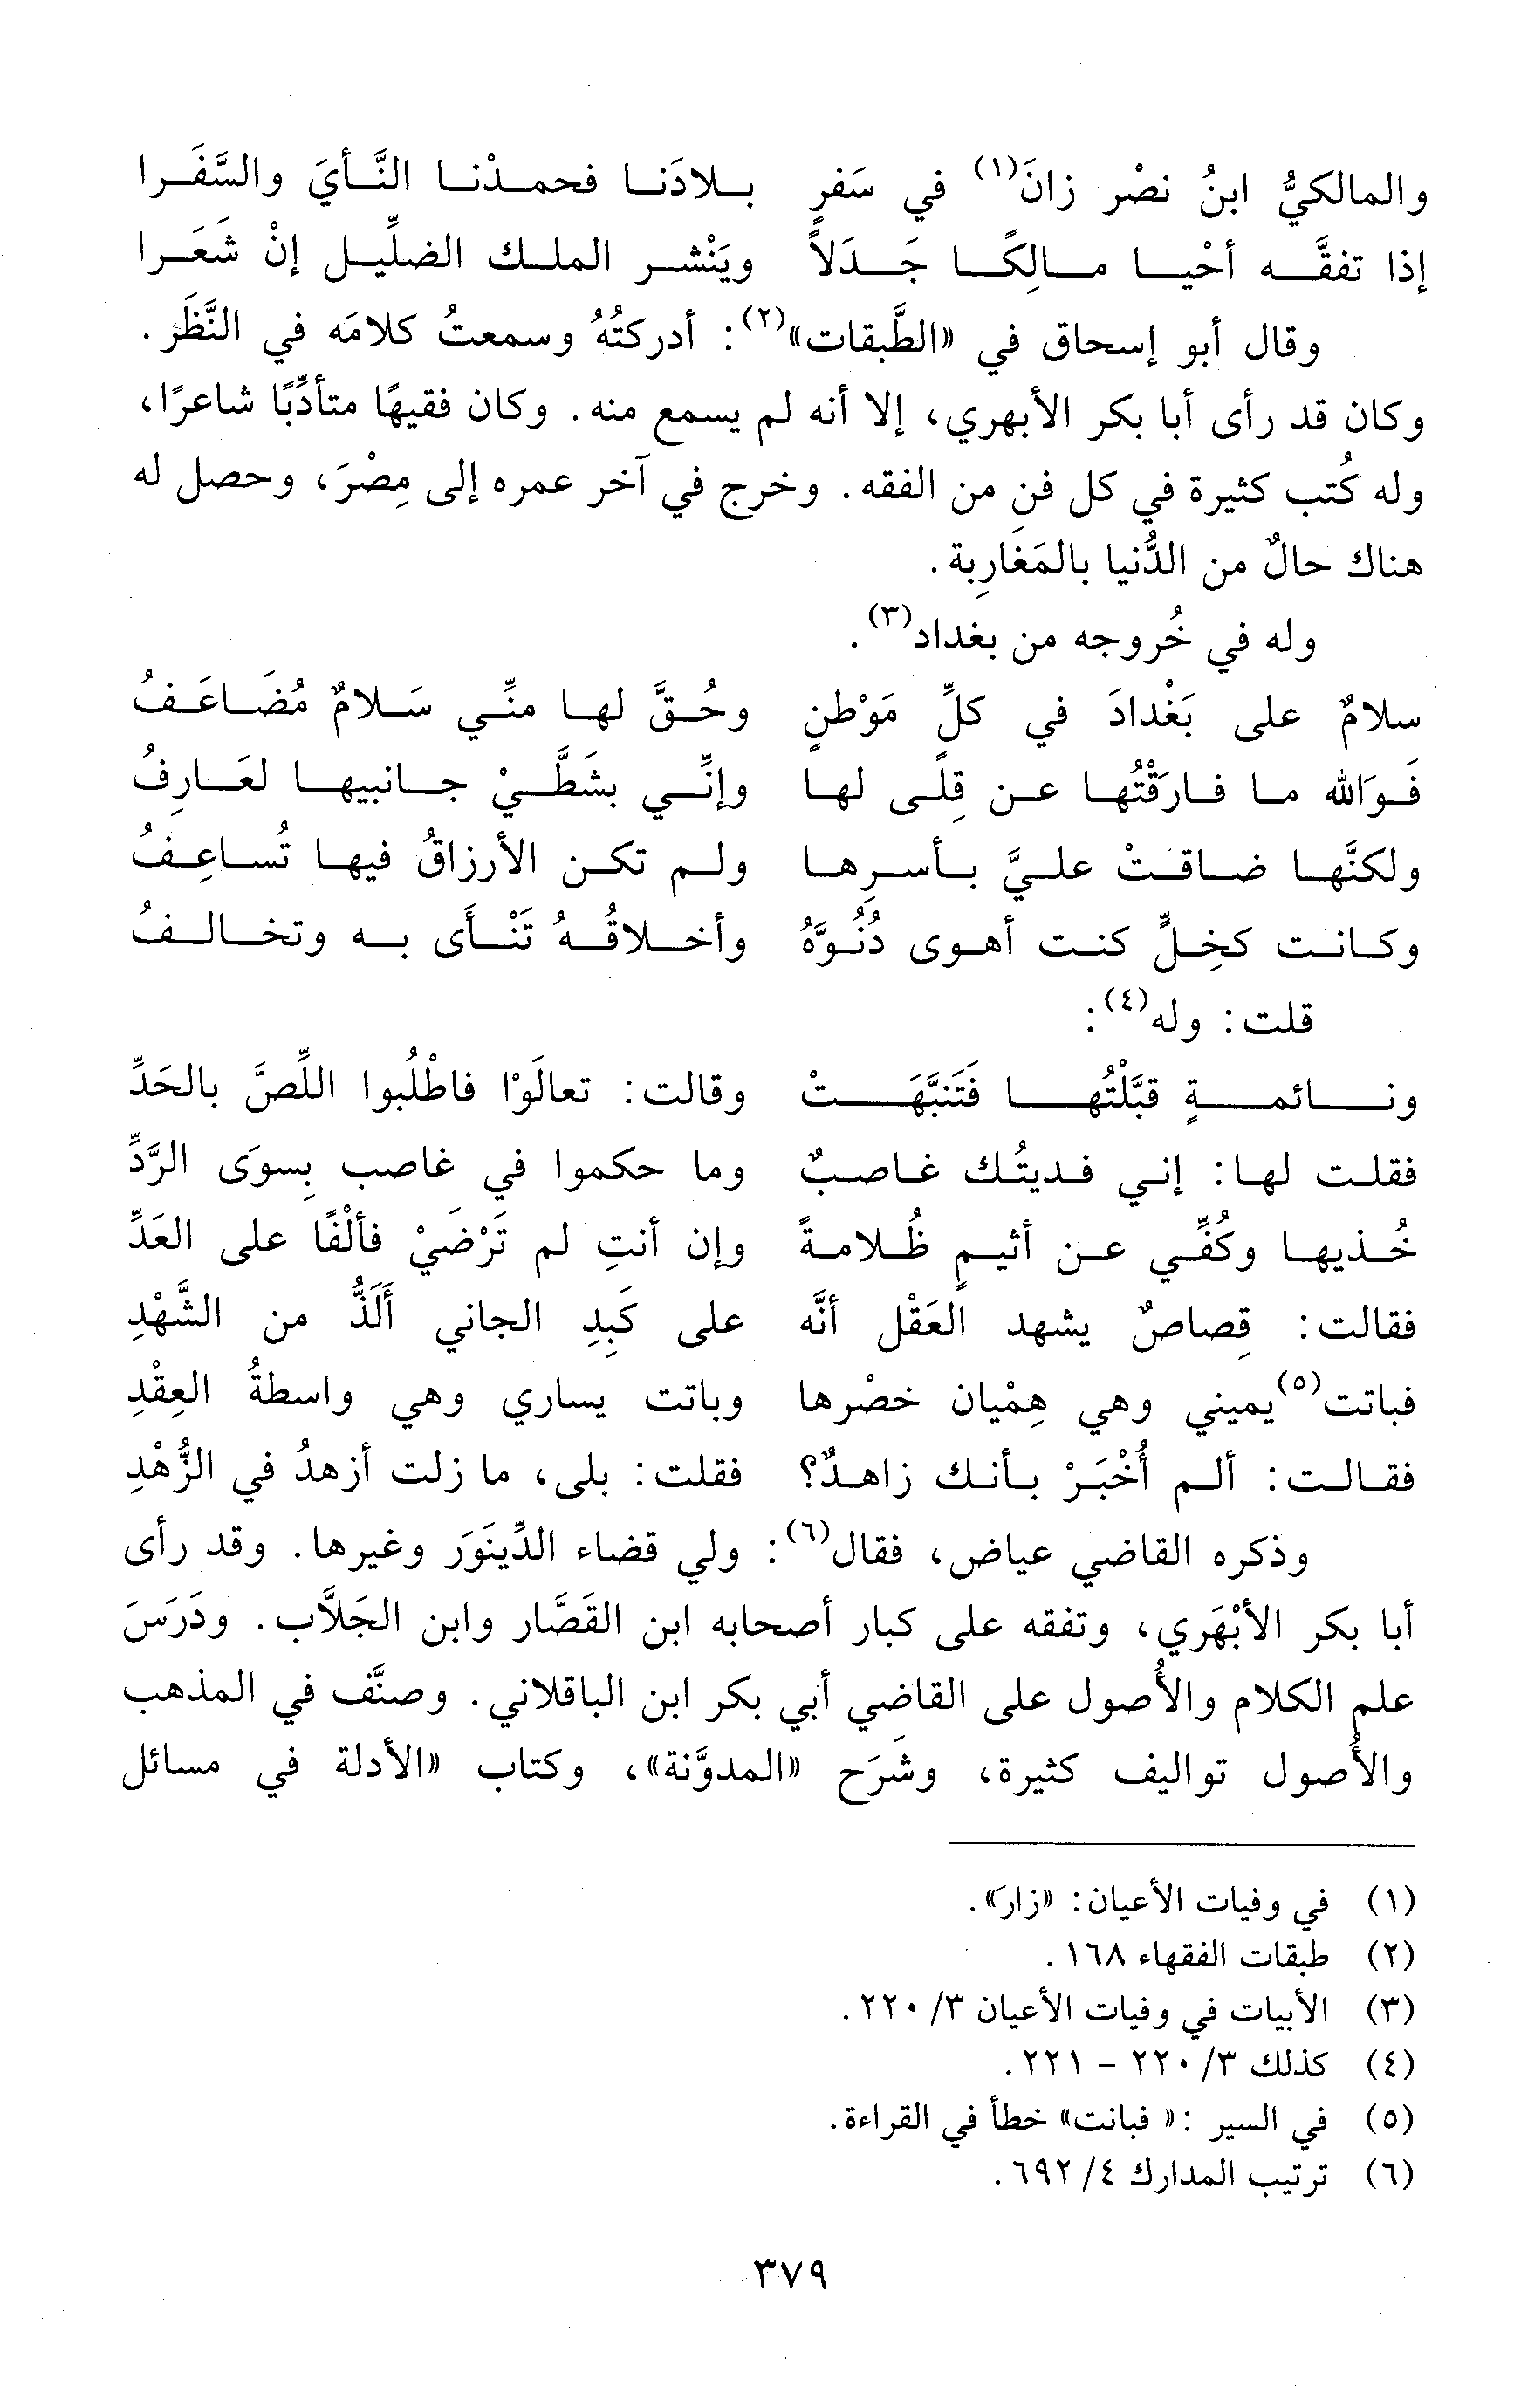 والمالكيُّ ابنُ نصْر زانَ(١) في سَفرٍ بلادَنا فحمدْنا النَّأيَ والسَّفَرا
إذا تفقَّه أحْيا مالِكًا جَدَلاً ويَنْشر الملك الضلِّيل إنْ شَعَرا
وقال أبو إسحاق في «الطَّبقات»(٢): أدركتُهُ وسمعتُ كلامَه في النَّظَر.
وكان قد رأى أبا بكر الأبهري، إلا أنه لم يسمع منه. وكان فقيهًا متأدِّبًا شاعرًا،
وله كُتب كثيرة في كل فن من الفقه. وخرج في آخر عمره إلى مِصْرَ، وحصل له
هناك حالٌ من الدُّنيا بالمَغَارِبة.
وله في خُروجه من بغداد(٣).
سلامٌ على بَغْدادَ في كلِّ مَوْطنٍ وحُقَّ لها منِّي سَلامٌ مُضَاعَفُ
فَوَالله ما فارَقْتُها عن قِلًى لها وإنِّي بشَطَّيْ جانبيها لعَارِفُ
ولكنَّها ضاقتْ عليَّ بأسرِها ولم تكن الأرزاقُ فيها تُساعِفُ
وكانت كخِلٍّ كنت أهوى دُنُوَّهُ وأخلاقُهُ تَنْأَى به وتخالفُ
قلت: وله(٤):
ونائمةٍ قبَّلْتُها فَتَنبَّهَتْ وقالت: تعالَوْا فاطْلُبوا اللِّصَّ بالحَدِّ
فقلت لها: إني فديتُك غاصبٌ وما حكموا في غاصب بِسوَى الرَّدِّ
خُذيها وكُفِّي عن أثيمٍ ظُلامةً وإن أنتِ لم تَرْضَيْ فألْفًا على العَدِّ
فقالت: قِصاصٌ يشهد العَقْل أنَّه على كَبِدِ الجاني أَلَذُّ من الشَّهْدِ
فباتت(٥) يميني وهي هِمْيان خصْرها وباتت يساري وهي واسطةُ العِقْدِ
فقالت: ألم أُخْبَرْ بأنك زاهدٌ؟ فقلت: بلى، ما زلت أزهدُ في الزُّهْدِ
وذكره القاضي عياض، فقال(٦): ولي قضاء الدِّينَوَر وغيرها. وقد رأى
أبا بكر الأبْهَري، وتفقه على كبار أصحابه ابن القَصَّار وابن الجَلَّاب. ودَرَسَ
علم الكلام والأُصول على القاضي أبي بكر ابن الباقلاني. وصنَّف في المذهب
والأُصول تواليف كثيرة، وشَرَح «المدوَّنة»، وكتاب «الأدلة في مسائل
(١) في وفيات الأعيان: «زارَ».
(٢) طبقات الفقهاء ١٦٨.
(٣) الأبيات في وفيات الأعيان ٣/ ٢٢٠.
(٤) كذلك ٣/ ٢٢٠ - ٢٢١.
(٥) في السير :« فبانت» خطأ في القراءة.
(٦) ترتيب المدارك ٤/ ٦٩٢.
٣٧٩